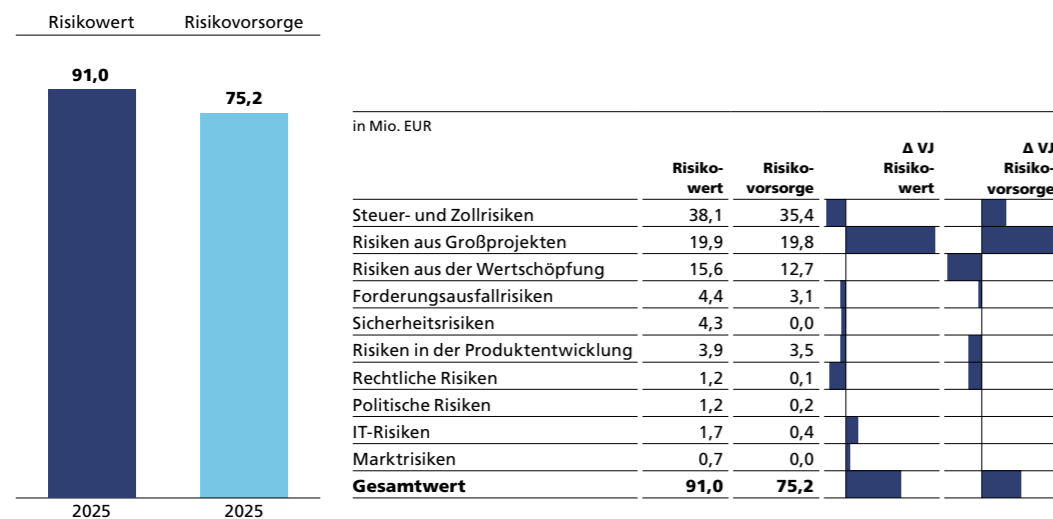 Risikowert Risikovorsorge
91,0
75,2
2025 2025
in Mio. EUR
Risiko-
wert
Risiko-
vorsorge
Δ VJ
Risiko-
wert
Δ VJ
Risiko-
vorsorge
Steuer- und Zollrisiken 38,1 35,4
Risiken aus Großprojekten 19,9 19,8
Risiken aus der Wertschöpfung 15,6 12,7
Forderungsausfallrisiken 4,4 3,1
Sicherheitsrisiken 4,3 0,0
Risiken in der Produktentwicklung 3,9 3,5
Rechtliche Risiken 1,2 0,1
Politische Risiken 1,2 0,2
IT-Risiken 1,7 0,4
Marktrisiken 0,7 0,0
Gesamtwert 91,0 75,2